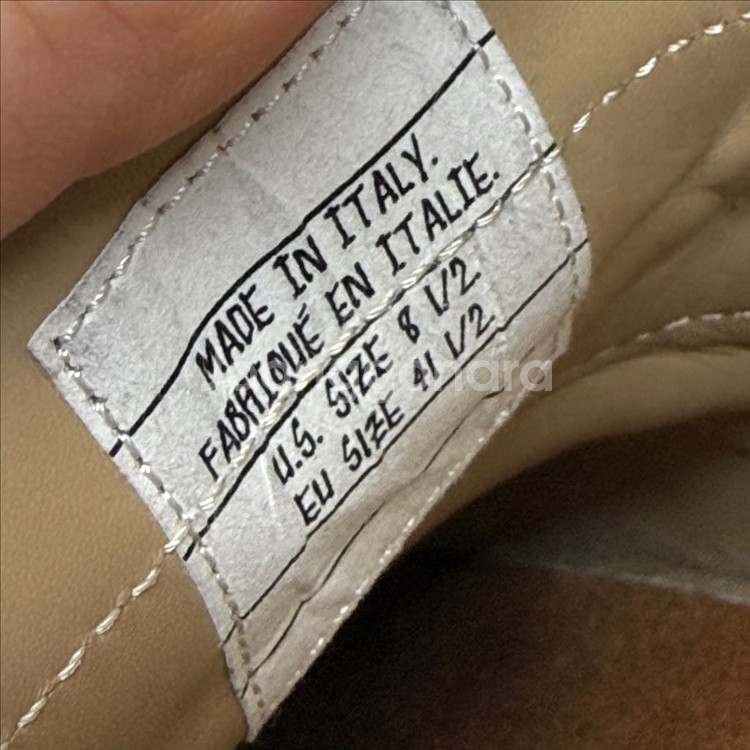 MADE IN ITALY.
FABRIQUÉ EN ITALIE.
U.S. SIZE 8 1/2
EU SIZE 41 1/2